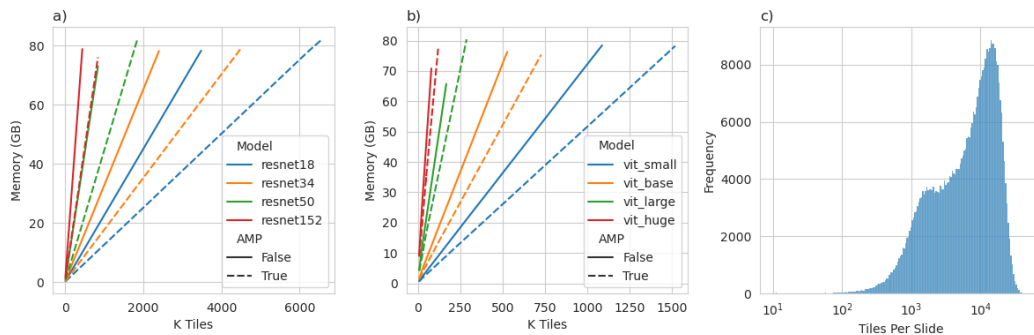 a)
Memory (GB)
80
60
40
20
0
0
2000
4000
6000
K Tiles
Model
resnet18
resnet34
resnet50
resnet152
AMP
False
True
b)
Memory (GB)
80
70
60
50
40
30
20
10
0
0
250
500
750
1000
1250
1500
K Tiles
Model
vit_small
vit_base
vit_large
vit_huge
AMP
False
True
c)
Frequency
8000
6000
4000
2000
0
10¹
10²
10³
10⁴
Tiles Per Slide